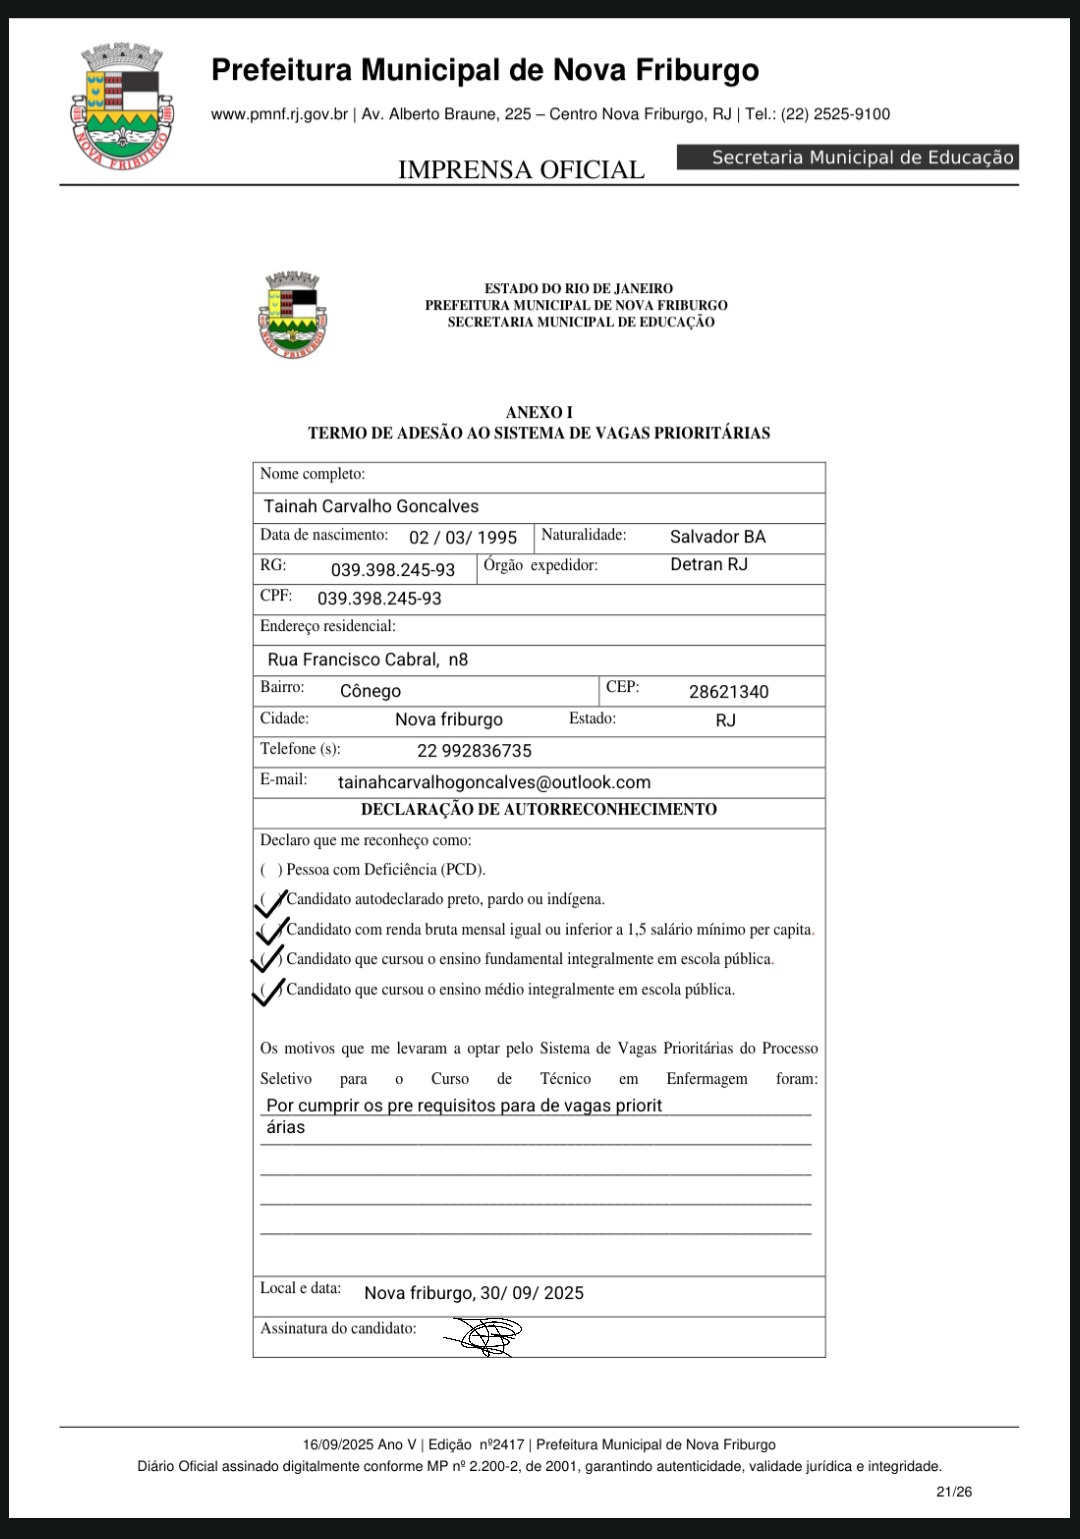 Prefeitura Municipal de Nova Friburgo
www.pmnf.rj.gov.br | Av. Alberto Braune, 225 – Centro Nova Friburgo, RJ | Tel.: (22) 2525-9100
IMPRENSA OFICIAL
Secretaria Municipal de Educação
NOVA FRIBURGO
NOVA FRIBURGO
ESTADO DO RIO DE JANEIRO
PREFEITURA MUNICIPAL DE NOVA FRIBURGO
SECRETARIA MUNICIPAL DE EDUCAÇÃO
ANEXO I
TERMO DE ADESÃO AO SISTEMA DE VAGAS PRIORITÁRIAS
Nome completo:
Tainah Carvalho Goncalves
Data de nascimento: 02 / 03/ 1995 Naturalidade: Salvador BA
RG: 039.398.245-93 Órgão expedidor: Detran RJ
CPF: 039.398.245-93
Endereço residencial:
Rua Francisco Cabral, n8
Bairro: Cônego CEP: 28621340
Cidade: Nova friburgo Estado: RJ
Telefone (s): 22 992836735
E-mail: tainahcarvalhogoncalves@outlook.com
DECLARAÇÃO DE AUTORRECONHECIMENTO
Declaro que me reconheço como:
( ) Pessoa com Deficiência (PCD).
(✓) Candidato autodeclarado preto, pardo ou indígena.
(✓) Candidato com renda bruta mensal igual ou inferior a 1,5 salário mínimo per capita.
(✓) Candidato que cursou o ensino fundamental integralmente em escola pública.
(✓) Candidato que cursou o ensino médio integralmente em escola pública.
Os motivos que me levaram a optar pelo Sistema de Vagas Prioritárias do Processo
Seletivo para o Curso de Técnico em Enfermagem foram:
Por cumprir os pre requisitos para de vagas priorit
árias
Local e data: Nova friburgo, 30/ 09/ 2025
Assinatura do candidato:
16/09/2025 Ano V | Edição nº2417 | Prefeitura Municipal de Nova Friburgo
Diário Oficial assinado digitalmente conforme MP nº 2.200-2, de 2001, garantindo autenticidade, validade jurídica e integridade.
21/26